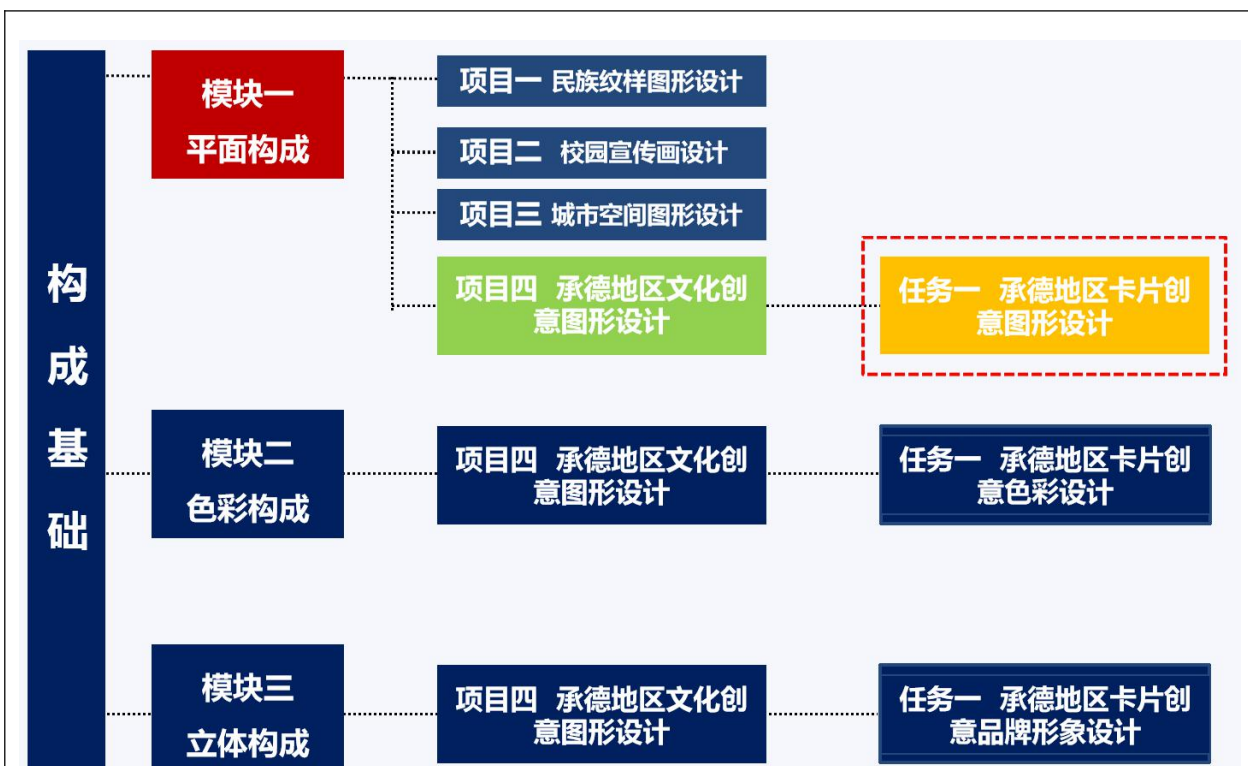 构成基础
模块一
平面构成
项目一 民族纹样图形设计
项目二 校园宣传画设计
项目三 城市空间图形设计
项目四 承德地区文化创
意图形设计
任务一 承德地区卡片创
意图形设计
模块二
色彩构成
项目四 承德地区文化创
意图形设计
任务一 承德地区卡片创
意色彩设计
模块三
立体构成
项目四 承德地区文化创
意图形设计
任务一 承德地区卡片创
意品牌形象设计